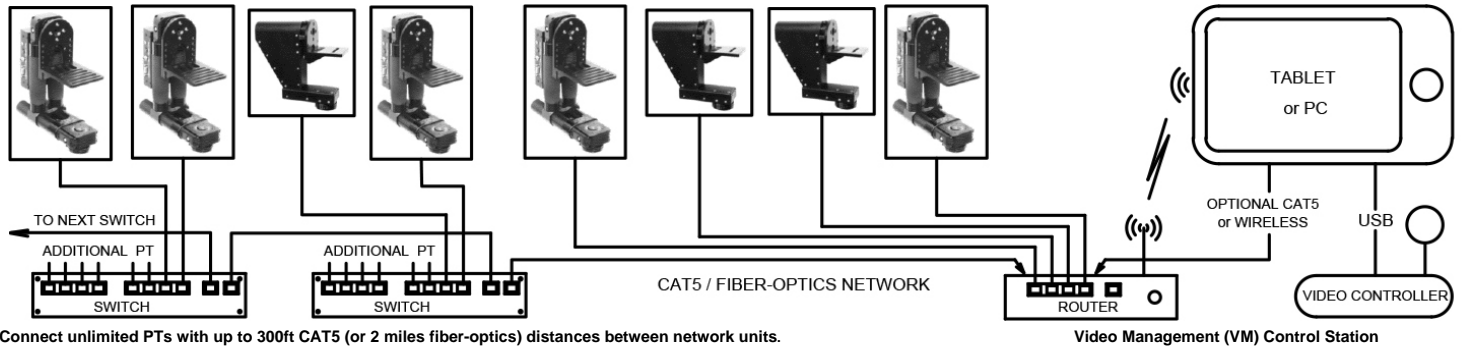 TABLET
or PC
OPTIONAL CAT5
or WIRELESS
USB
TO NEXT SWITCH
ADDITIONAL PT
SWITCH
ADDITIONAL PT
SWITCH
CAT5 / FIBER-OPTICS NETWORK
ROUTER
VIDEO CONTROLLER
Connect unlimited PTs with up to 300ft CAT5 (or 2 miles fiber-optics) distances between network units.
Video Management (VM) Control Station